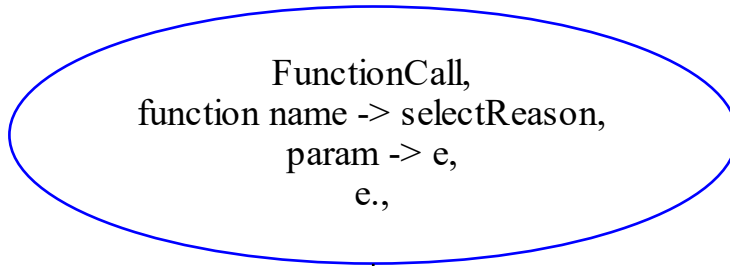 FunctionCall,
function name -> selectReason,
param -> e,
e.,